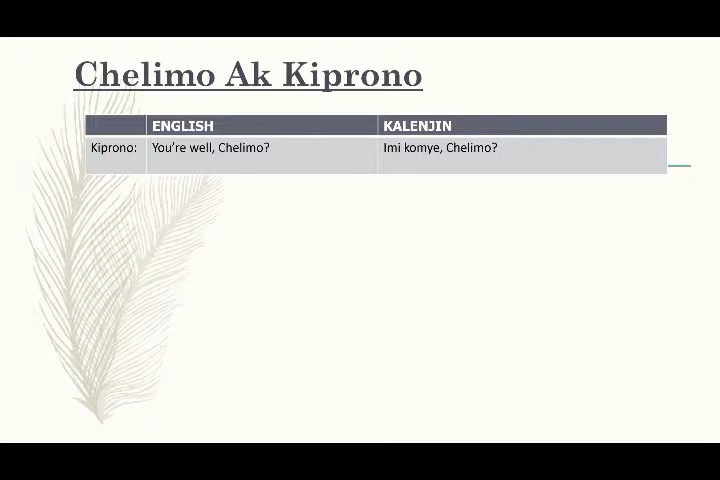 Chelimo Ak Kiprono
ENGLISH KALENJIN
Kiprono: You’re well, Chelimo? Imi komye, Chelimo?